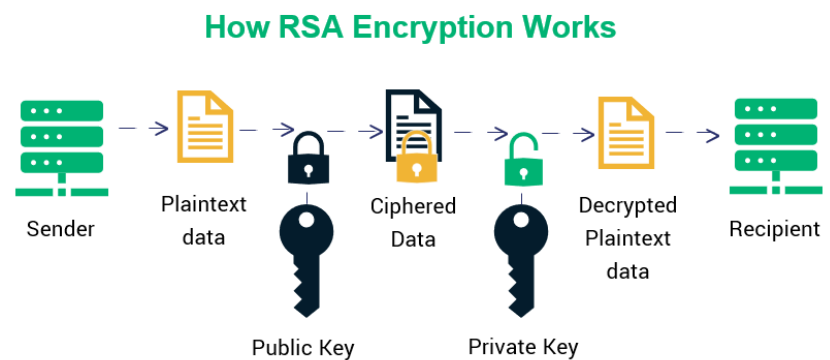 How RSA Encryption Works
Sender
Plaintext
data
Public Key
Ciphered
Data
Private Key
Decrypted
Plaintext
data
Recipient